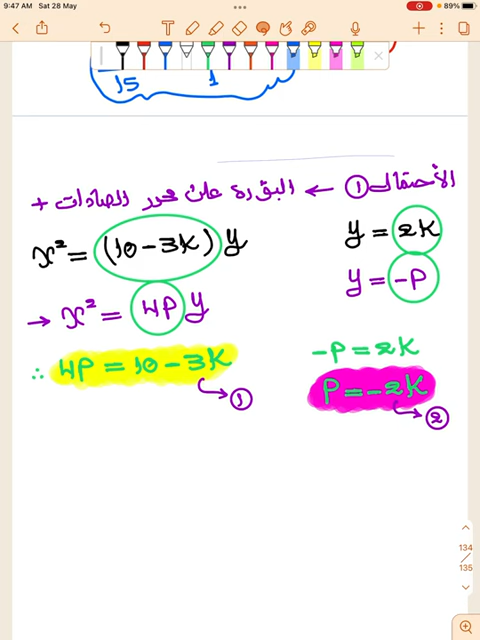 9:47 AM Sat 28 May
89%
15 1
الأحتمال ① ← البؤرة على محور الصادات +
x² = (10 - 3k) y
y = 2k
→ x² = 4P y
y = -P
∴ 4P = 10 - 3k
①
-P = 2k
P = -2k
②
134
135